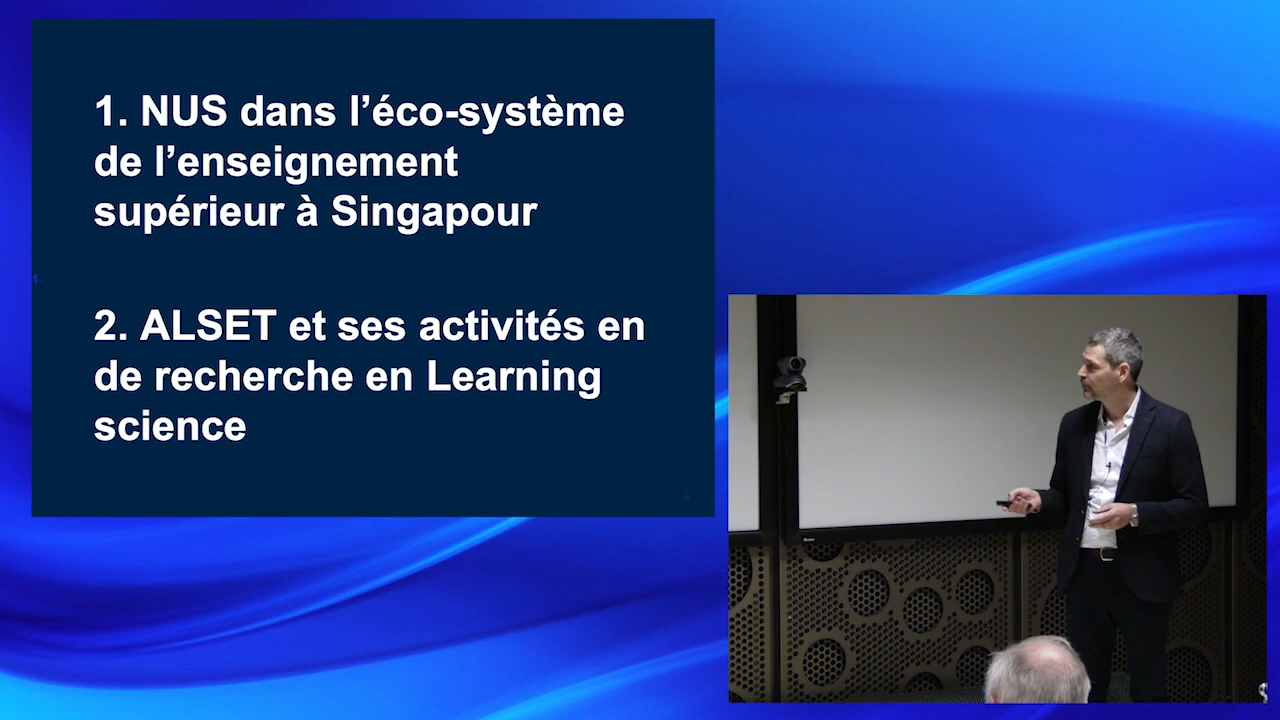 1. NUS dans l’éco-système
de l’enseignement
supérieur à Singapour
1.
2. ALSET et ses activités en
de recherche en Learning
science